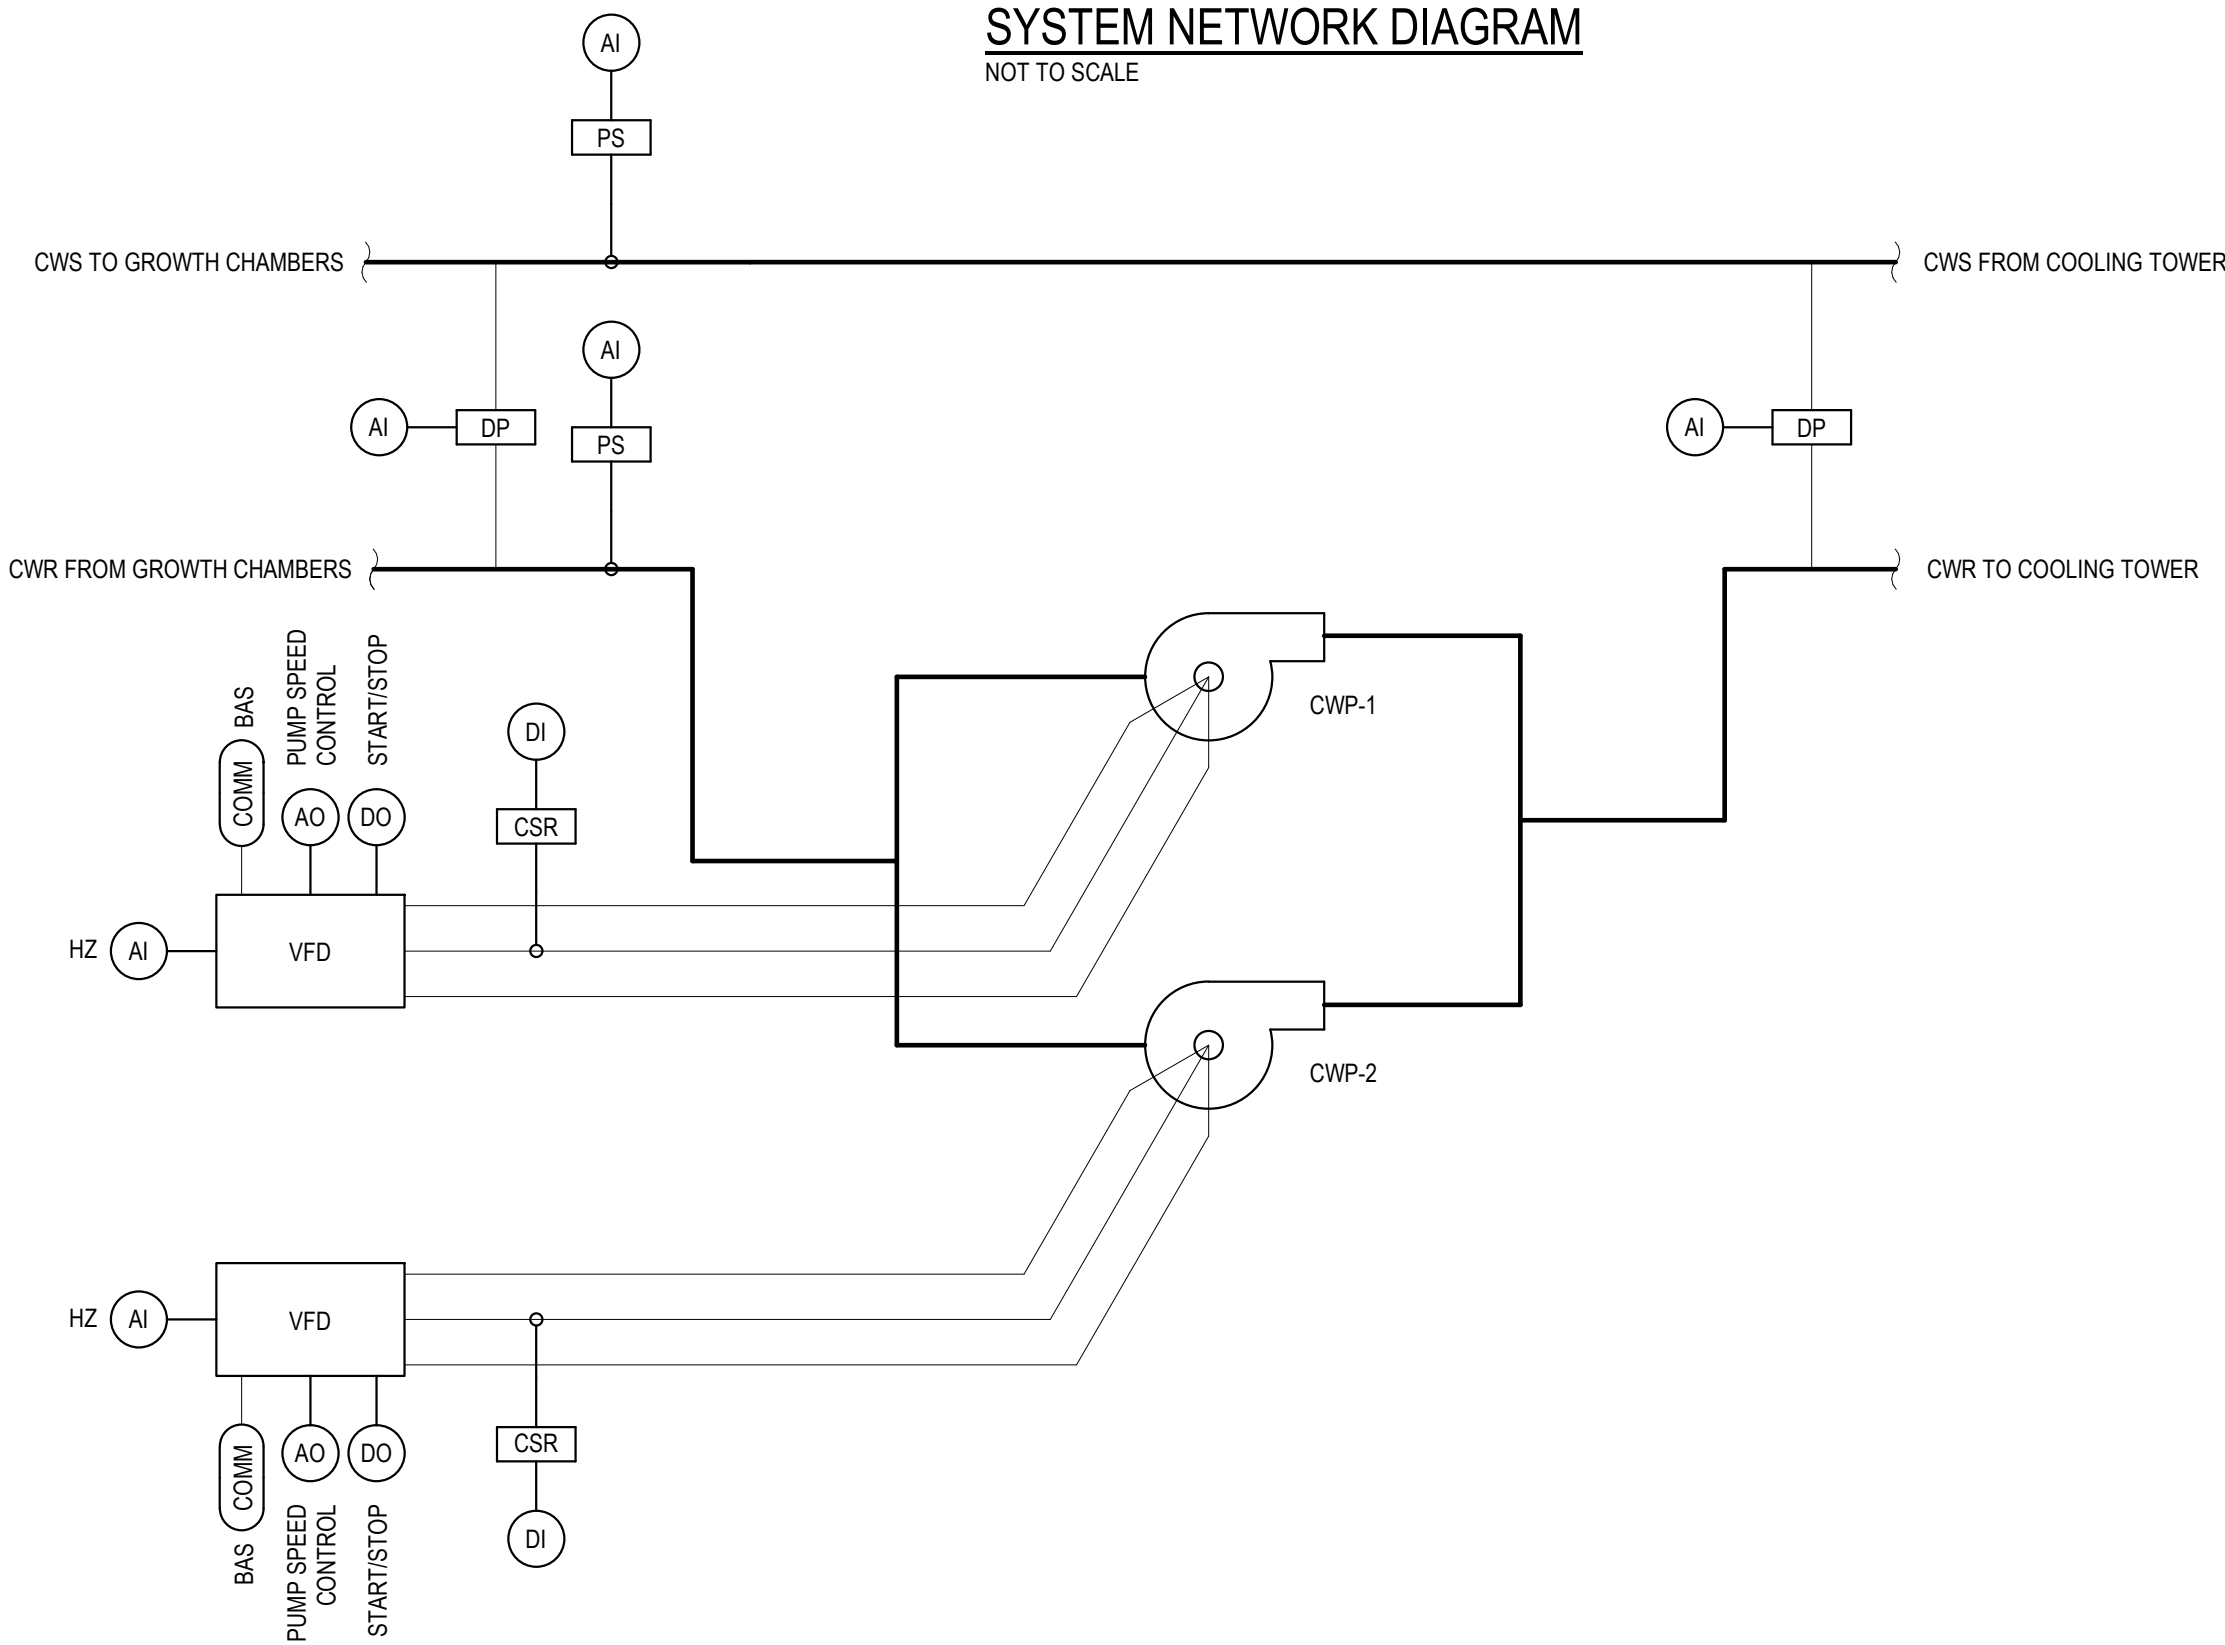 SYSTEM NETWORK DIAGRAM
NOT TO SCALE
AI
PS
CWS TO GROWTH CHAMBERS
CWS FROM COOLING TOWER
AI
AI
DP
PS
AI
DP
CWR FROM GROWTH CHAMBERS
CWR TO COOLING TOWER
BAS
PUMP SPEED
CONTROL
START/STOP
COMM
AO
DO
DI
CSR
CWP-1
HZ
AI
VFD
CWP-2
HZ
AI
VFD
COMM
AO
DO
CSR
DI
BAS
PUMP SPEED
CONTROL
START/STOP